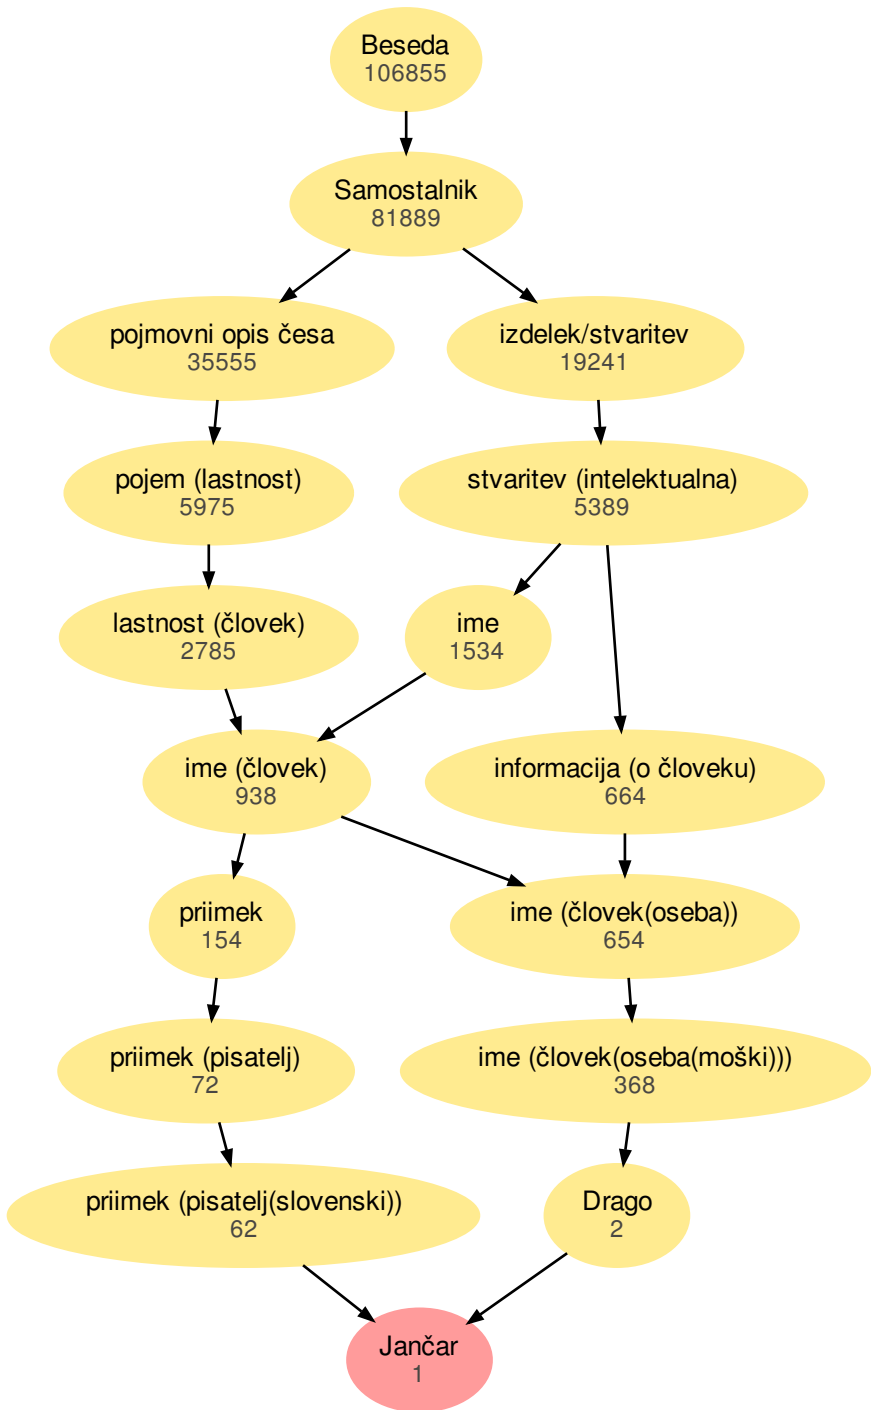 Beseda
106855
Samostalnik
81889
pojmovni opis česa
35555
izdelek/stvaritev
19241
pojem (lastnost)
5975
stvaritev (intelektualna)
5389
lastnost (človek)
2785
ime
1534
ime (človek)
938
informacija (o človeku)
664
priimek
154
ime (človek(oseba))
654
priimek (pisatelj)
72
ime (človek(oseba(moški)))
368
priimek (pisatelj(slovenski))
62
Drago
2
Jančar
1